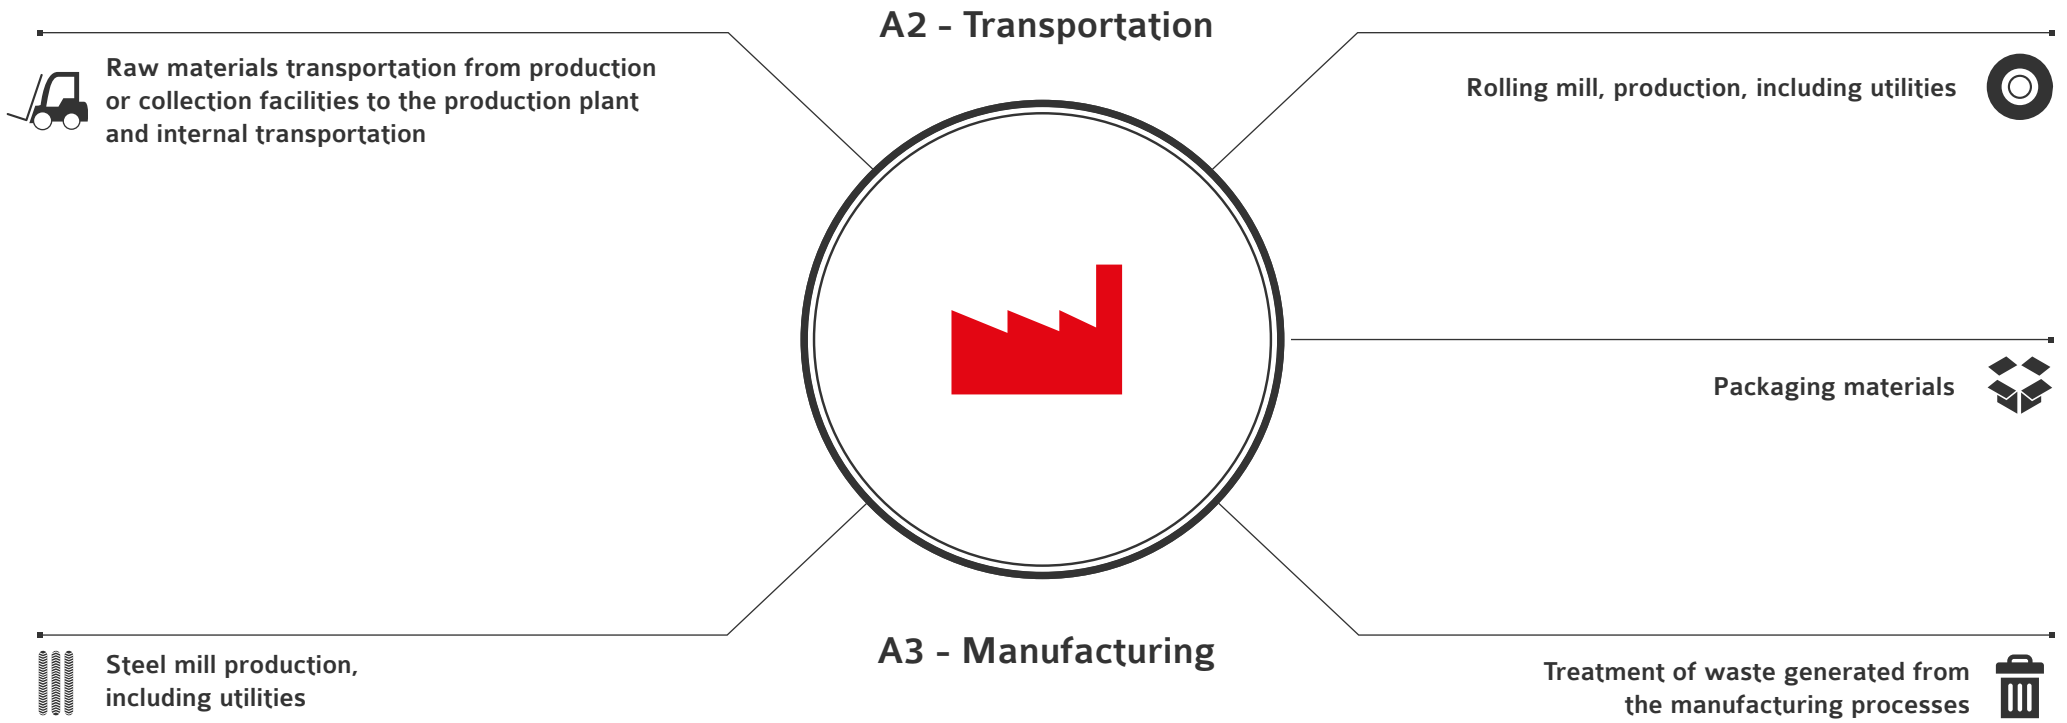 A2 - Transportation
Raw materials transportation from production
or collection facilities to the production plant
and internal transportation
Rolling mill, production, including utilities
Packaging materials
A3 - Manufacturing
Steel mill production,
including utilities
Treatment of waste generated from
the manufacturing processes